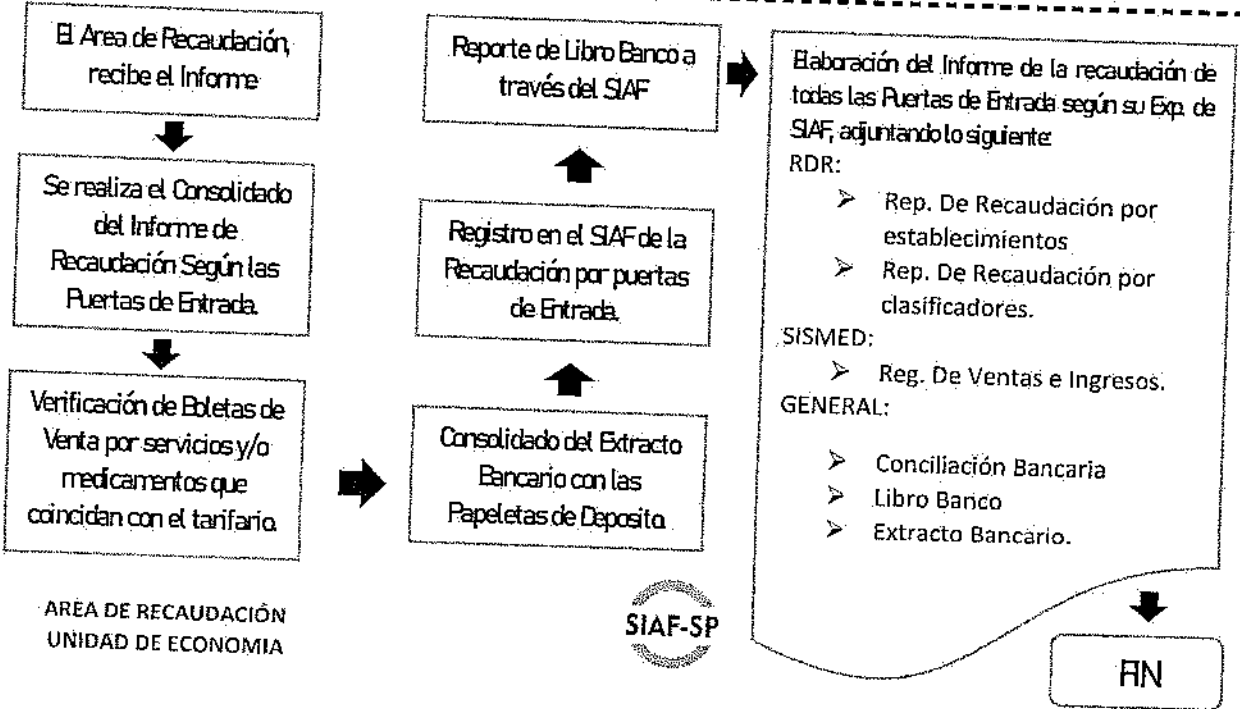 El Area de Recaudación,
recibe el Informe
Se realiza el Consolidado
del Informe de
Recaudación Según las
Puertas de Entrada.
Verificación de Boletas de
Venta por servicios y/o
medicamentos que
coincidan con el tarifario.
AREA DE RECAUDACIÓN
UNIDAD DE ECONOMIA
Reporte de Libro Banco a
través del SIAF
Registro en el SIAF de la
Recaudación por puertas
de Entrada.
Consolidado del Extracto
Bancario con las
Papeletas de Deposito.
SIAF-SP
Elaboración del Informe de la recaudación de
todas las Puertas de Entrada según su Exp. de
SIAF, adjuntando lo siguiente:
RDR:
➢ Rep. De Recaudación por
establecimientos
➢ Rep. De Recaudación por
clasificadores.
SISMED:
➢ Reg. De Ventas e Ingresos.
GENERAL:
➢ Conciliación Bancaria
➢ Libro Banco
➢ Extracto Bancario.
FIN